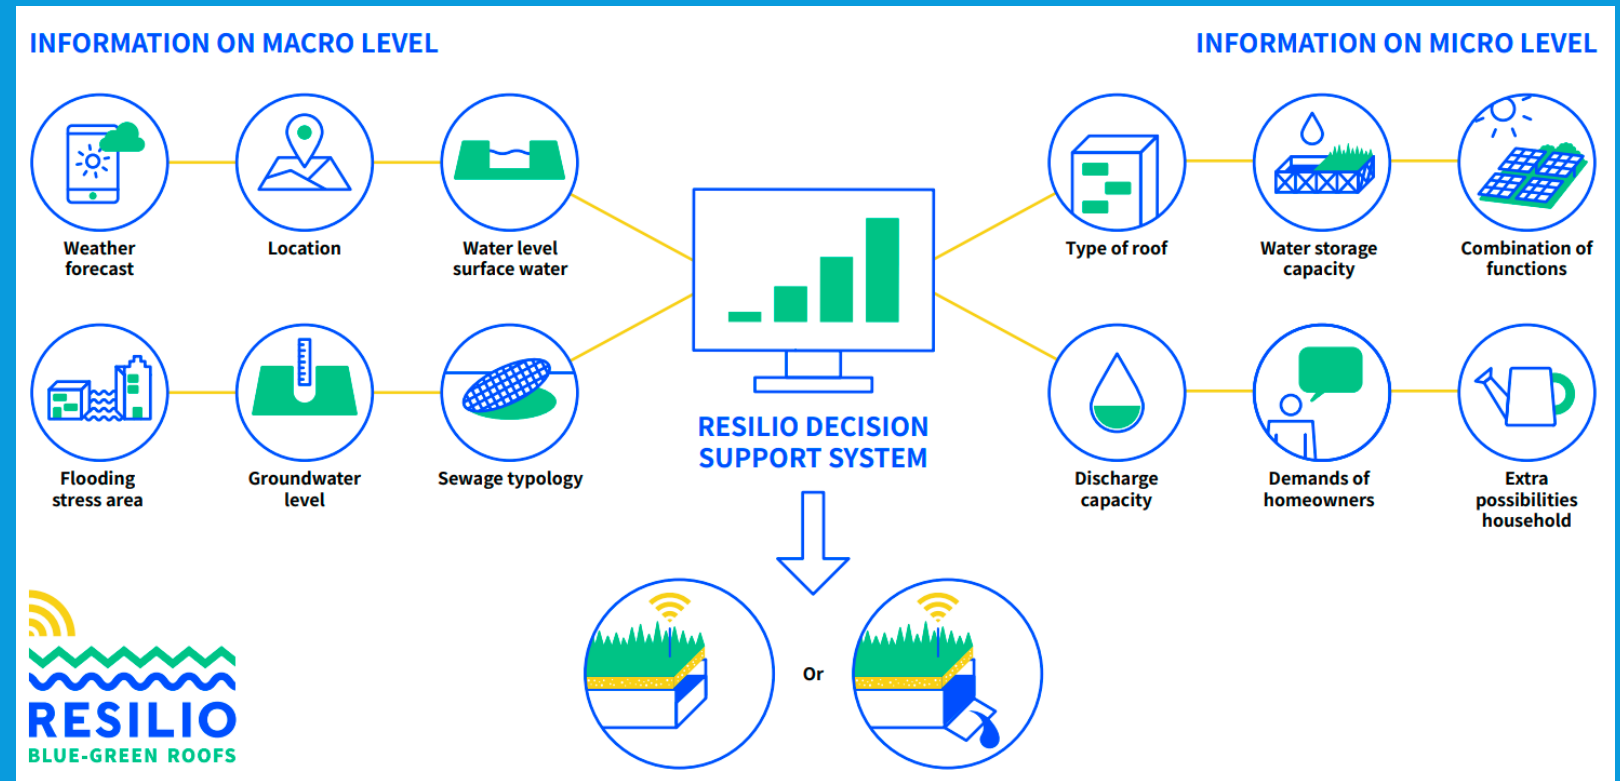 INFORMATION ON MACRO LEVEL
INFORMATION ON MICRO LEVEL
Weather
forecast
Location
Water level
surface water
Type of roof
Water storage
capacity
Combination of
functions
Flooding
stress area
Groundwater
level
Sewage typology
RESILIO DECISION
SUPPORT SYSTEM
Discharge
capacity
Demands of
homeowners
Extra
possibilities
household
Or
RESILIO
BLUE-GREEN ROOFS